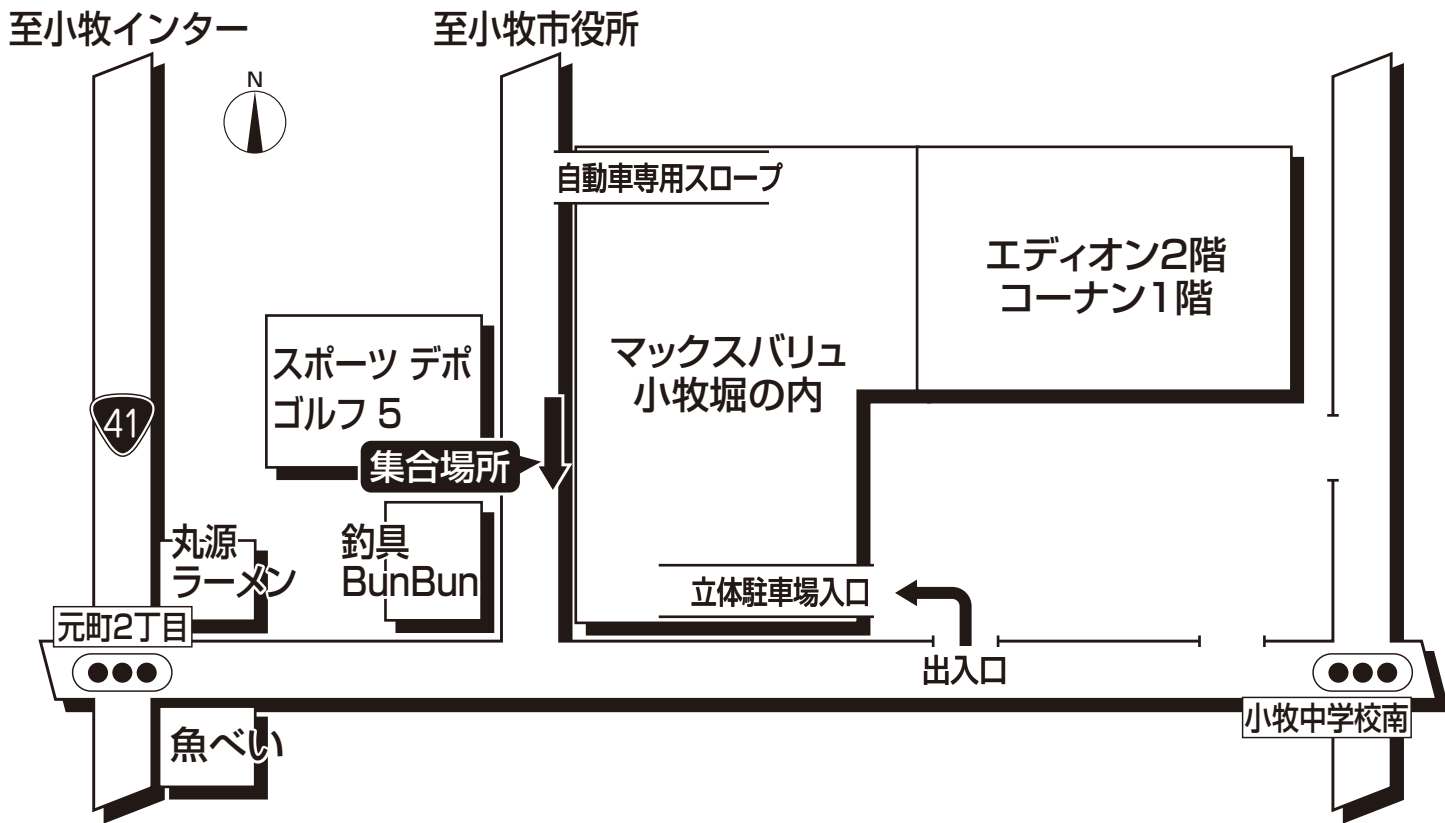 至小牧インター
至小牧市役所
N
自動車専用スロープ
エディオン2階
コーナン1階
スポーツ デポ
ゴルフ 5
マックスバリュ
小牧堀の内
41
集合場所
丸源
ラーメン
釣具
BunBun
立体駐車場入口
元町2丁目
出入口
小牧中学校南
魚べい